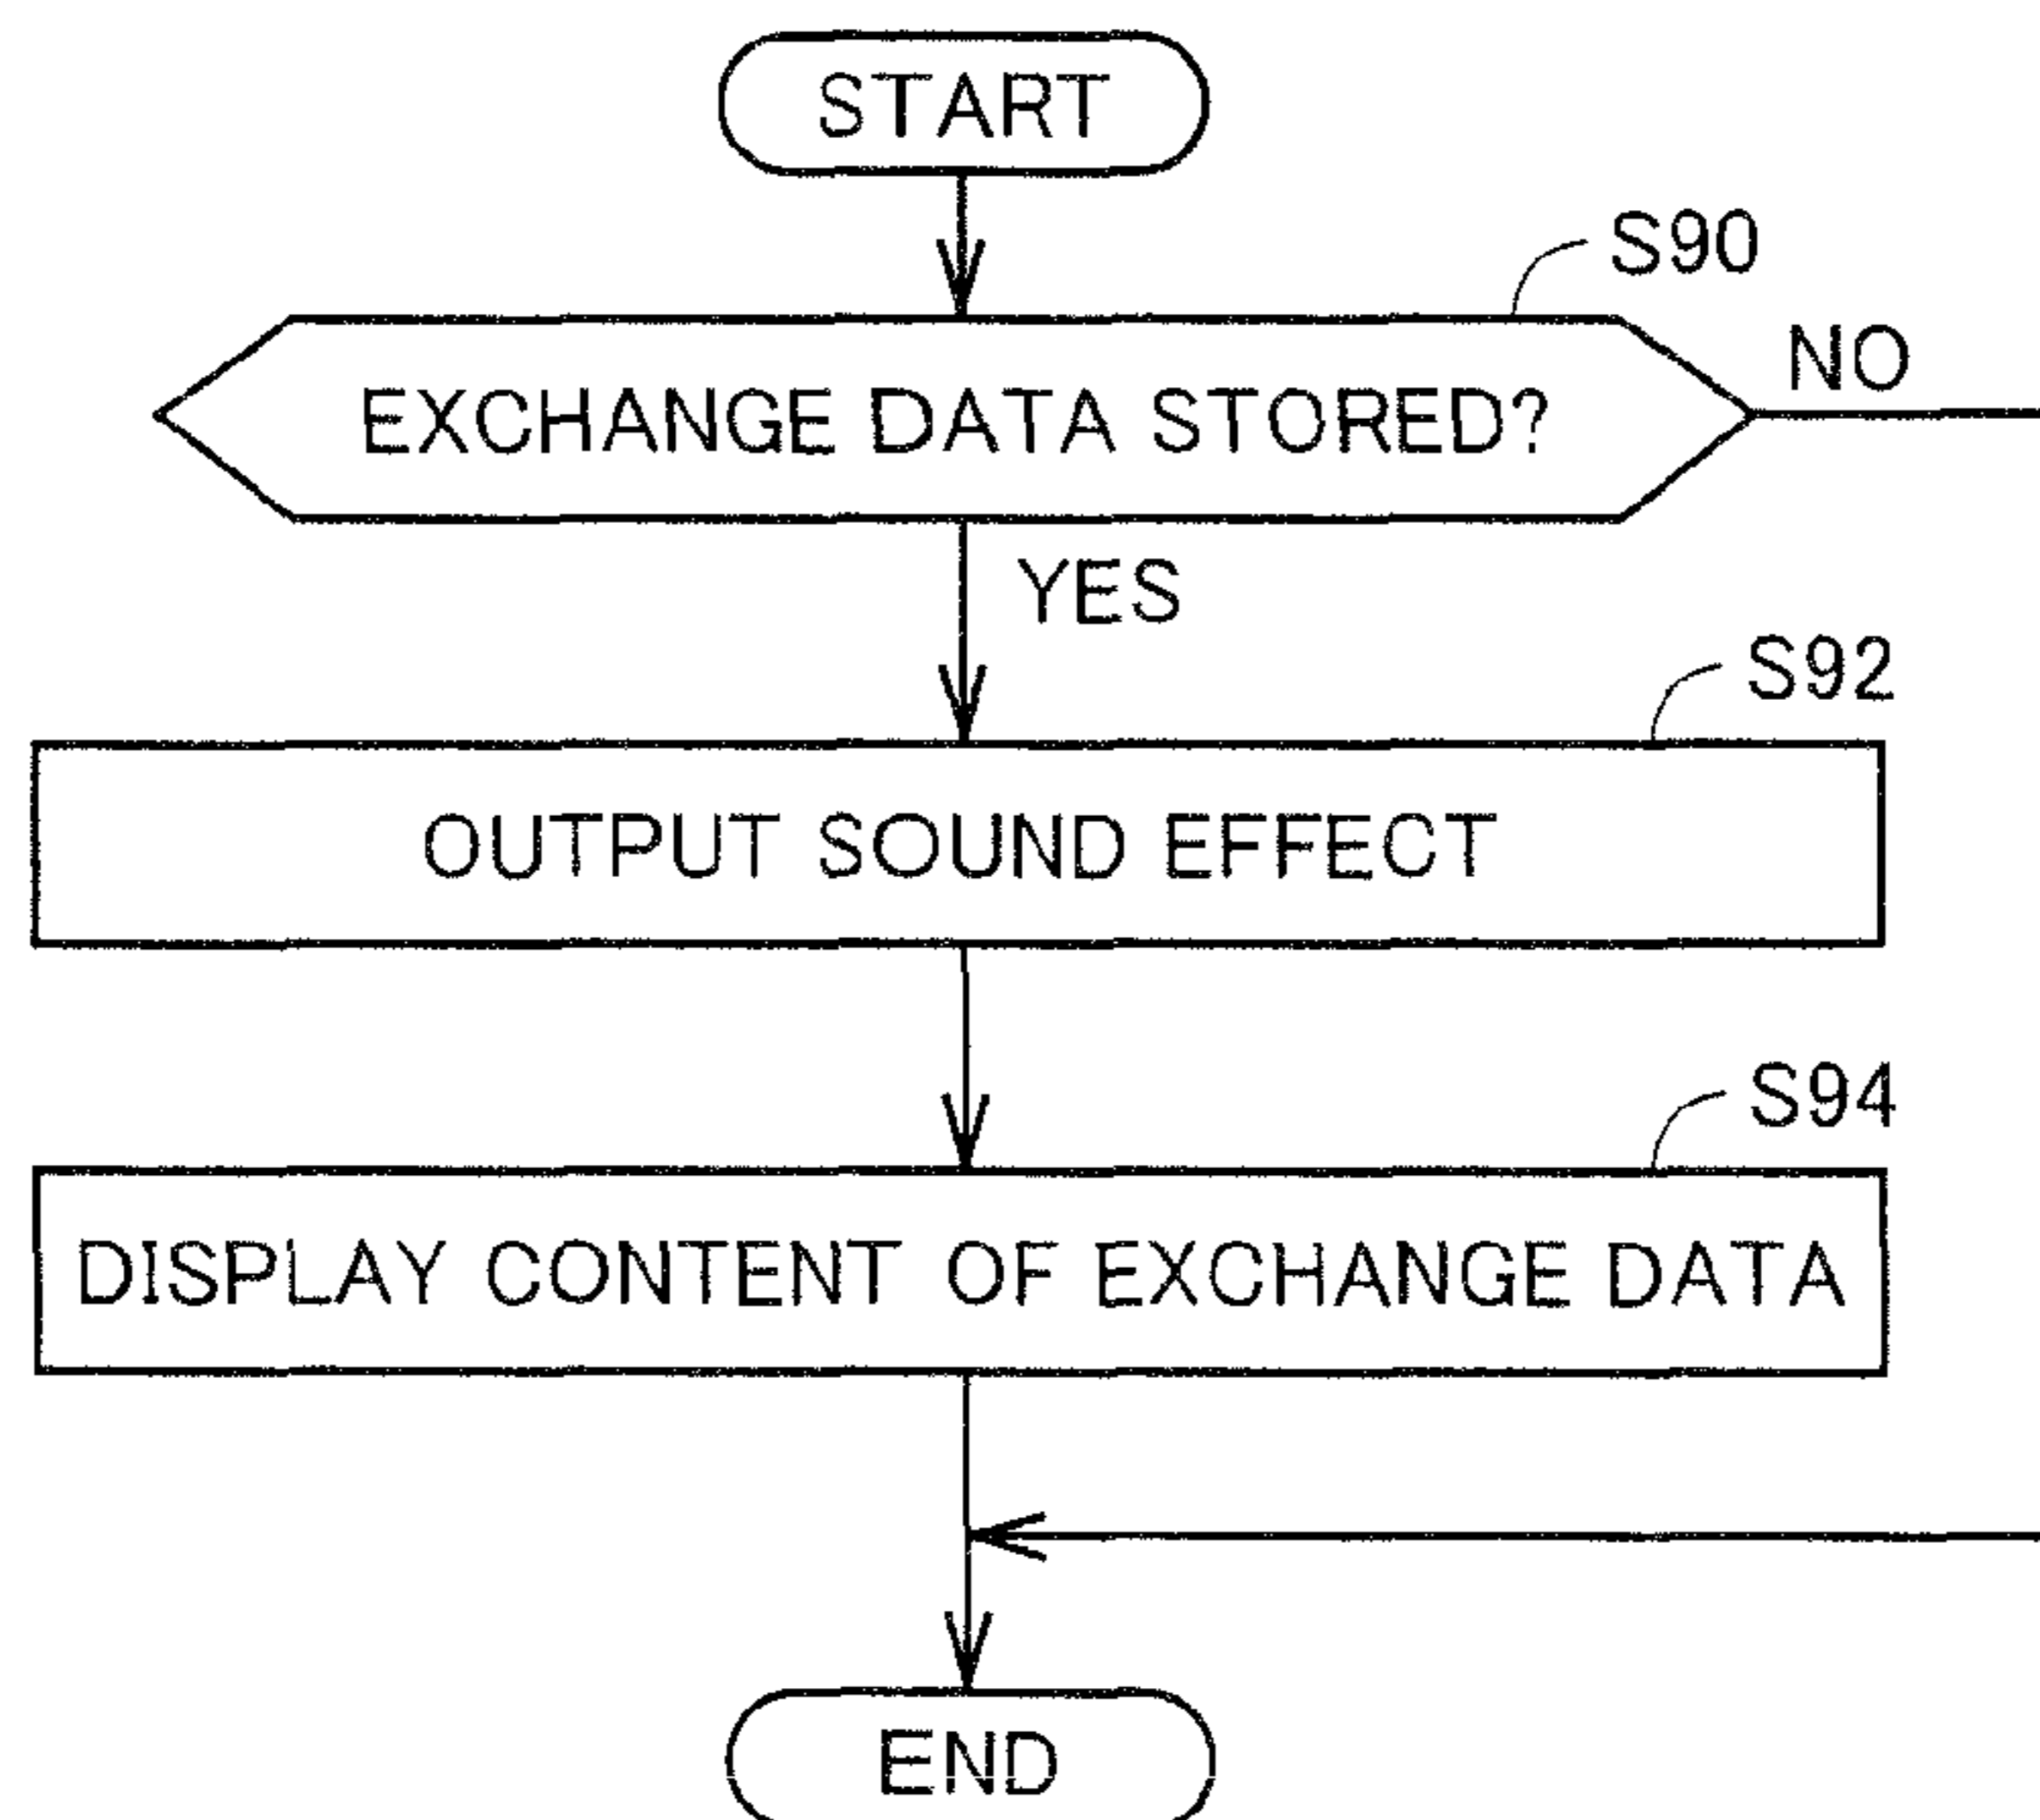 START
S90
EXCHANGE DATA STORED?
NO
YES
S92
OUTPUT SOUND EFFECT
S94
DISPLAY CONTENT OF EXCHANGE DATA
END